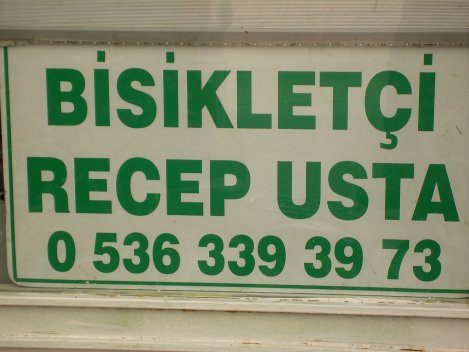 BİSİKLETÇİ
RECEP USTA
0 536 339 39 73